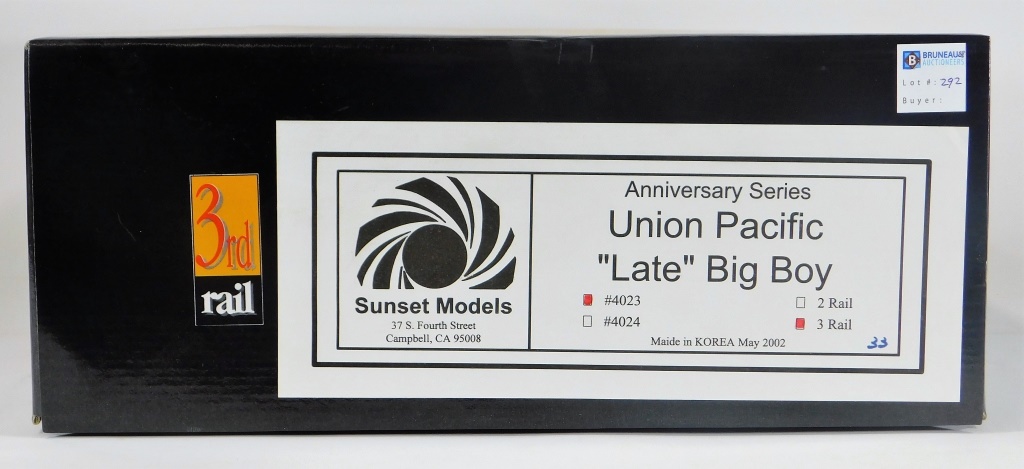 BRUNEAU &
AUCTIONEERS
Lot #: 292
Buyer:
3rd
rail
Sunset Models
37 S. Fourth Street
Campbell, CA 95008
Anniversary Series
Union Pacific
"Late" Big Boy
#4023
#4024
2 Rail
3 Rail
Maide in KOREA May 2002
33